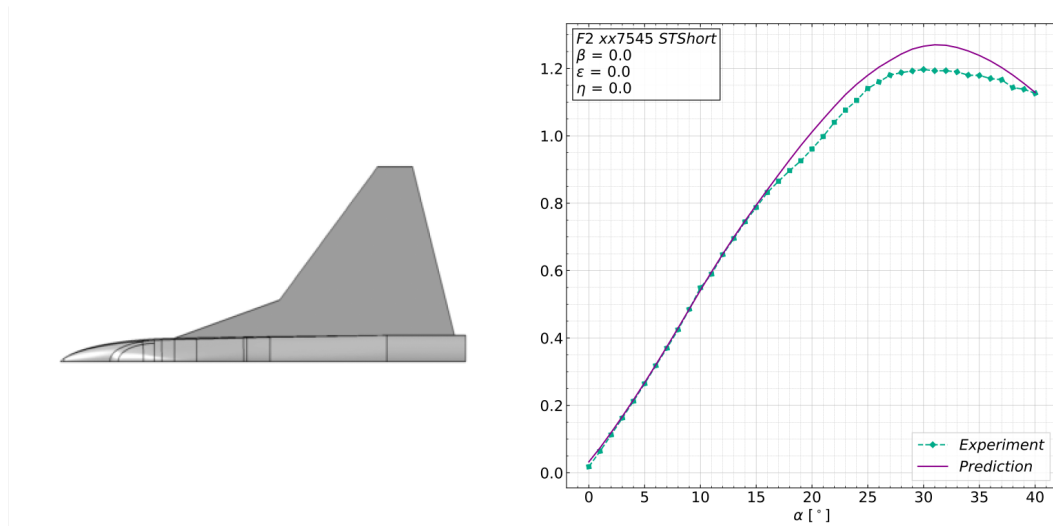 F2 xx7545 STShort
β = 0.0
ε = 0.0
η = 0.0
1.2
1.0
0.8
0.6
0.4
0.2
0.0
Experiment
Prediction
0 5 10 15 20 25 30 35 40
α [°]